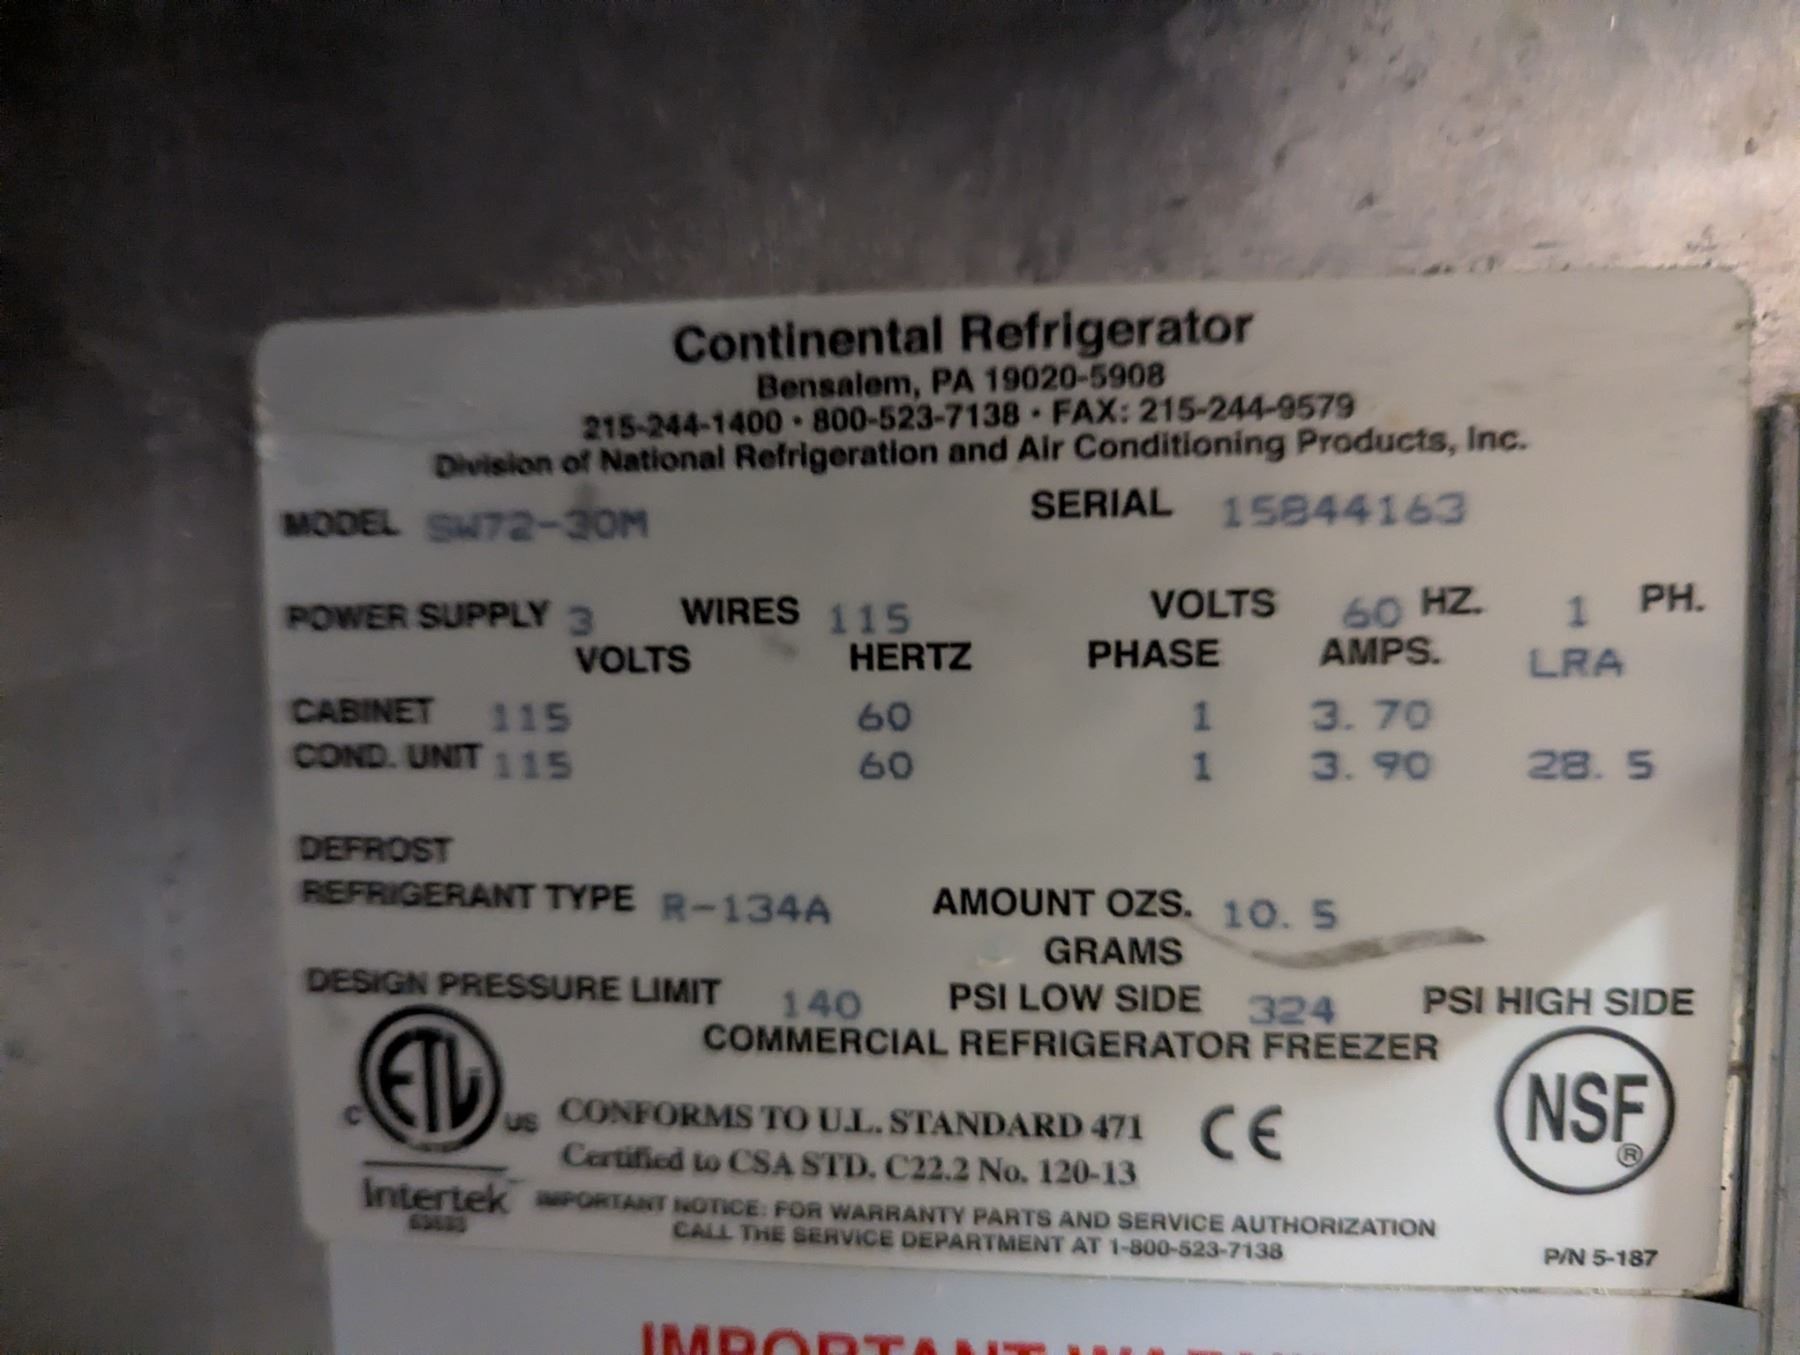 Continental Refrigerator
Bensalem, PA 19020-5908
215-244-1400 • 800-523-7138 • FAX: 215-244-9579
Division of National Refrigeration and Air Conditioning Products, Inc.
MODEL SW72-30M SERIAL 15844163
POWER SUPPLY 3 WIRES 115 VOLTS 60 HZ. 1 PH.
VOLTS HERTZ PHASE AMPS. LRA
CABINET 115 60 1 3.70
COND. UNIT 115 60 1 3.90 28.5
DEFROST
REFRIGERANT TYPE R-134A AMOUNT OZS. 10.5
GRAMS
DESIGN PRESSURE LIMIT 140 PSI LOW SIDE 324 PSI HIGH SIDE
COMMERCIAL REFRIGERATOR FREEZER
C ETL US CONFORMS TO U.L. STANDARD 471 CE NSF ®
Certified to CSA STD. C22.2 No. 120-13
Intertek
IMPORTANT NOTICE: FOR WARRANTY PARTS AND SERVICE AUTHORIZATION
CALL THE SERVICE DEPARTMENT AT 1-800-523-7138
P/N 5-187
IMPORTANT